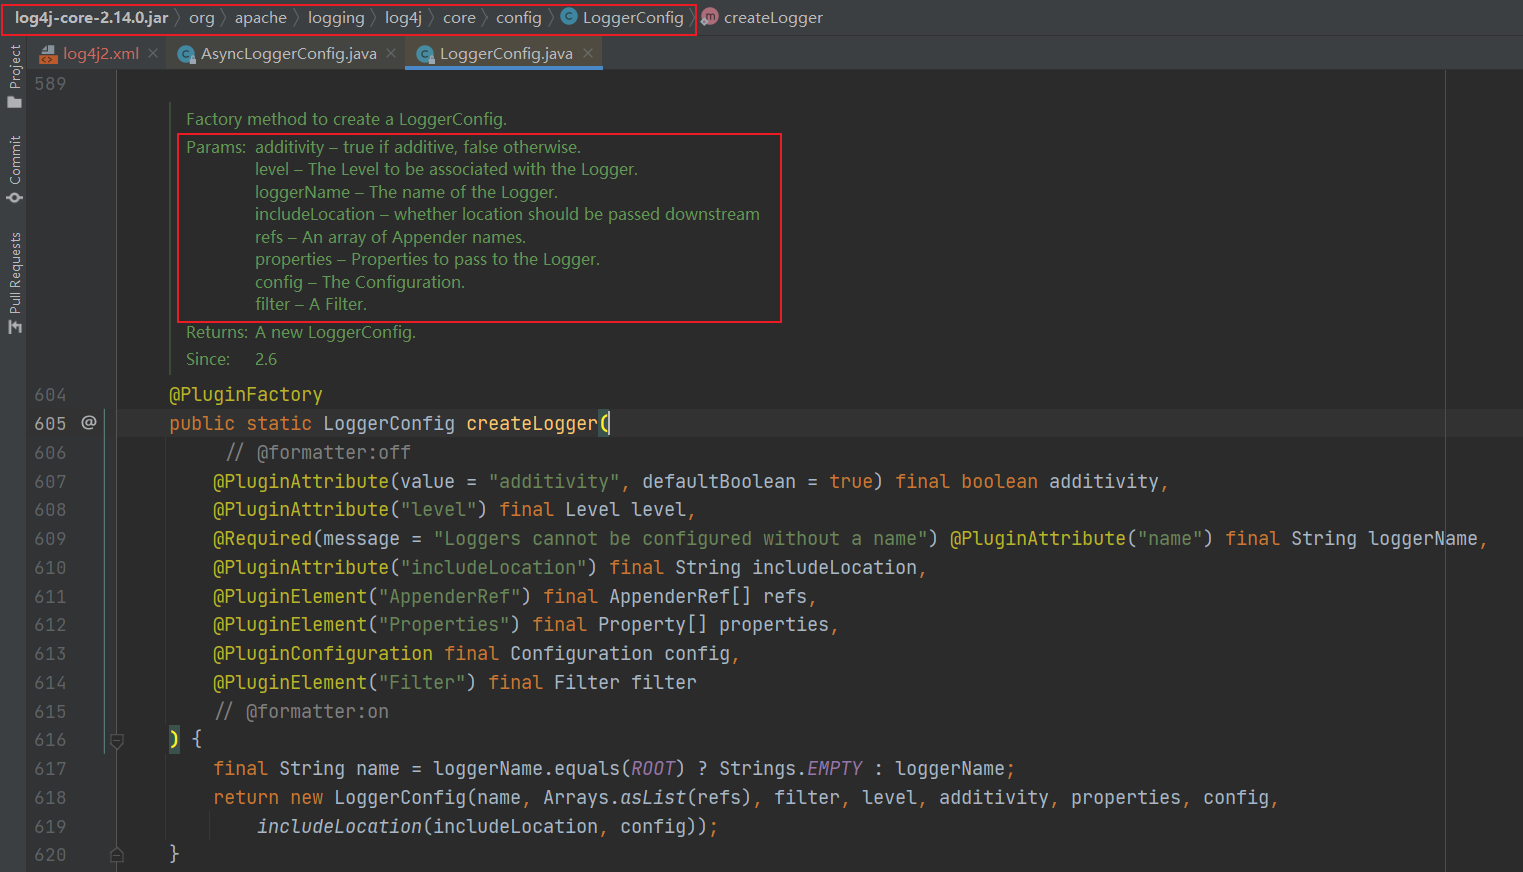 log4j-core-2.14.0.jar 〉 org 〉 apache 〉 logging 〉 log4j 〉 core 〉 config 〉 C LoggerConfig 〉 m createLogger
log4j2.xml × C AsyncLoggerConfig.java × C LoggerConfig.java ×
Project
Commit
Pull Requests
589
Factory method to create a LoggerConfig.
Params: additivity – true if additive, false otherwise.
level – The Level to be associated with the Logger.
loggerName – The name of the Logger.
includeLocation – whether location should be passed downstream
refs – An array of Appender names.
properties – Properties to pass to the Logger.
config – The Configuration.
filter – A Filter.
Returns: A new LoggerConfig.
Since: 2.6
604 @PluginFactory
605 @ public static LoggerConfig createLogger(
606 // @formatter:off
607 @PluginAttribute(value = "additivity", defaultBoolean = true) final boolean additivity,
608 @PluginAttribute("level") final Level level,
609 @Required(message = "Loggers cannot be configured without a name") @PluginAttribute("name") final String loggerName,
610 @PluginAttribute("includeLocation") final String includeLocation,
611 @PluginElement("AppenderRef") final AppenderRef[] refs,
612 @PluginElement("Properties") final Property[] properties,
613 @PluginConfiguration final Configuration config,
614 @PluginElement("Filter") final Filter filter
615 // @formatter:on
616 ) {
617 final String name = loggerName.equals(ROOT) ? Strings.EMPTY : loggerName;
618 return new LoggerConfig(name, Arrays.asList(refs), filter, level, additivity, properties, config,
619 includeLocation(includeLocation, config));
620 }